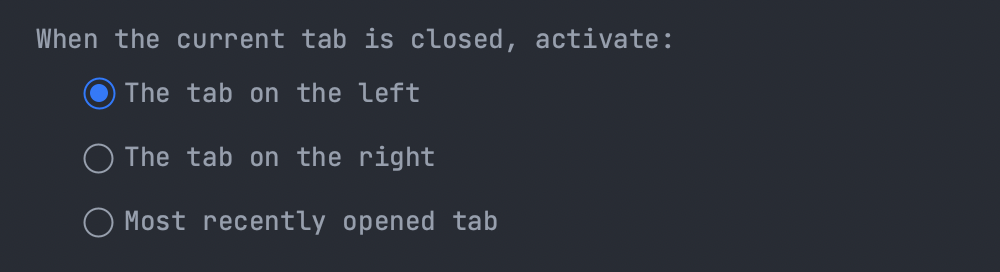 When the current tab is closed, activate:
The tab on the left
The tab on the right
Most recently opened tab